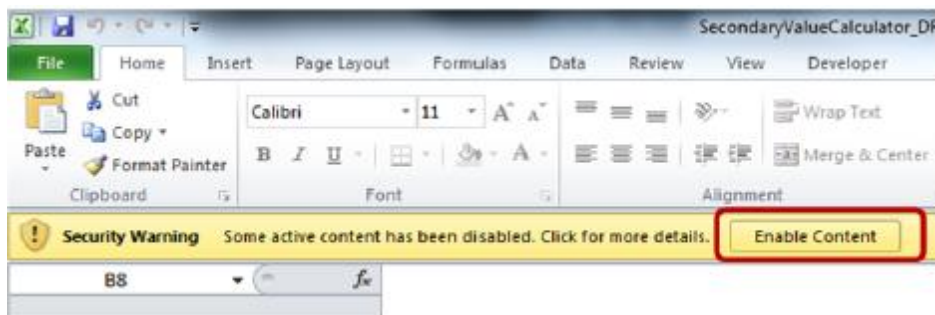 SecondaryValueCalculator_DR
File Home Insert Page Layout Formulas Data Review View Developer
Cut
Copy
Paste
Format Painter
Calibri 11 A A
B I U A
Wrap Text
Merge & Center
Clipboard Font Alignment
Security Warning Some active content has been disabled. Click for more details. Enable Content
B8 fx